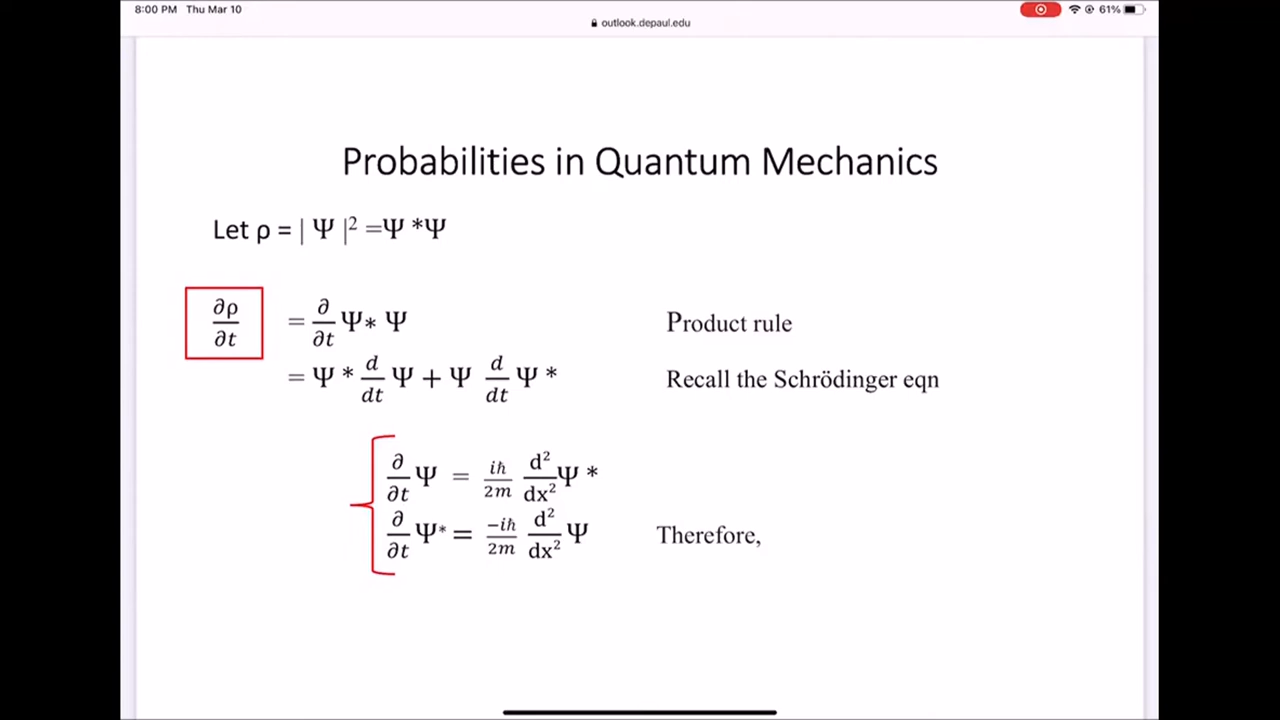 8:00 PM Thu Mar 10
61%
outlook.depaul.edu
Probabilities in Quantum Mechanics
Let ρ = | Ψ |² =Ψ *Ψ
∂ρ/∂t = ∂/∂t Ψ* Ψ Product rule
= Ψ * d/dt Ψ + Ψ d/dt Ψ * Recall the Schrödinger eqn
∂/∂t Ψ = iħ/2m d²/dx² Ψ *
∂/∂t Ψ* = −iħ/2m d²/dx² Ψ Therefore,